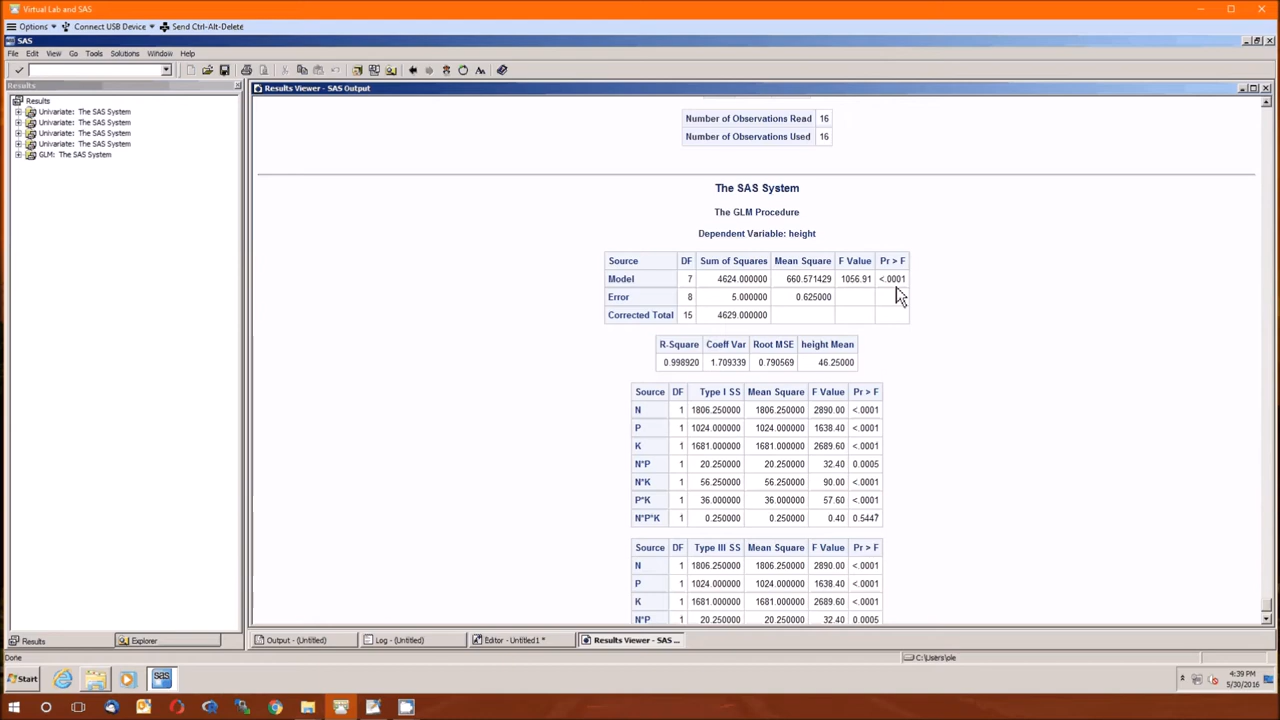 Virtual Lab and SAS
Options Connect USB Device Send Ctrl-Alt-Delete
SAS
File Edit View Go Tools Solutions Window Help
Results
Results Viewer - SAS Output
Results
Univariate: The SAS System
Univariate: The SAS System
Univariate: The SAS System
Univariate: The SAS System
GLM: The SAS System
Number of Observations Read 16
Number of Observations Used 16
The SAS System
The GLM Procedure
Dependent Variable: height
Source DF Sum of Squares Mean Square F Value Pr > F
Model 7 4624.000000 660.571429 1056.91 <.0001
Error 8 5.000000 0.625000
Corrected Total 15 4629.000000
R-Square Coeff Var Root MSE height Mean
0.998920 1.709339 0.790569 46.25000
Source DF Type I SS Mean Square F Value Pr > F
N 1 1806.250000 1806.250000 2890.00 <.0001
P 1 1024.000000 1024.000000 1638.40 <.0001
K 1 1681.000000 1681.000000 2689.60 <.0001
N*P 1 20.250000 20.250000 32.40 0.0005
N*K 1 56.250000 56.250000 90.00 <.0001
P*K 1 36.000000 36.000000 57.60 <.0001
N*P*K 1 0.250000 0.250000 0.40 0.5447
Source DF Type III SS Mean Square F Value Pr > F
N 1 1806.250000 1806.250000 2890.00 <.0001
P 1 1024.000000 1024.000000 1638.40 <.0001
K 1 1681.000000 1681.000000 2689.60 <.0001
N*P 1 20.250000 20.250000 32.40 0.0005
Results Explorer
Output - (Untitled) Log - (Untitled) Editor - Untitled1 * Results Viewer - SAS ...
Done
C:\Users\ole
Start
sas
4:39 PM
5/30/2016